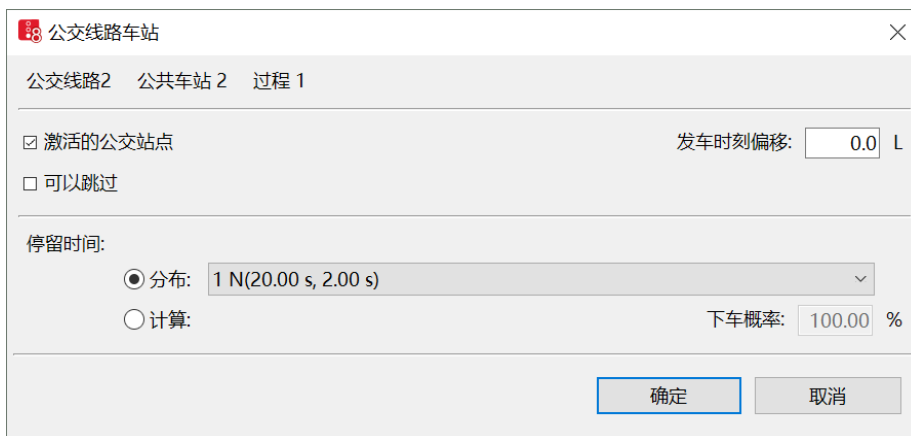 公交线路车站
公交线路2 公共车站 2 过程 1
激活的公交站点 发车时刻偏移: 0.0 L
可以跳过
停留时间:
分布: 1 N(20.00 s, 2.00 s)
计算: 下车概率: 100.00 %
确定 取消